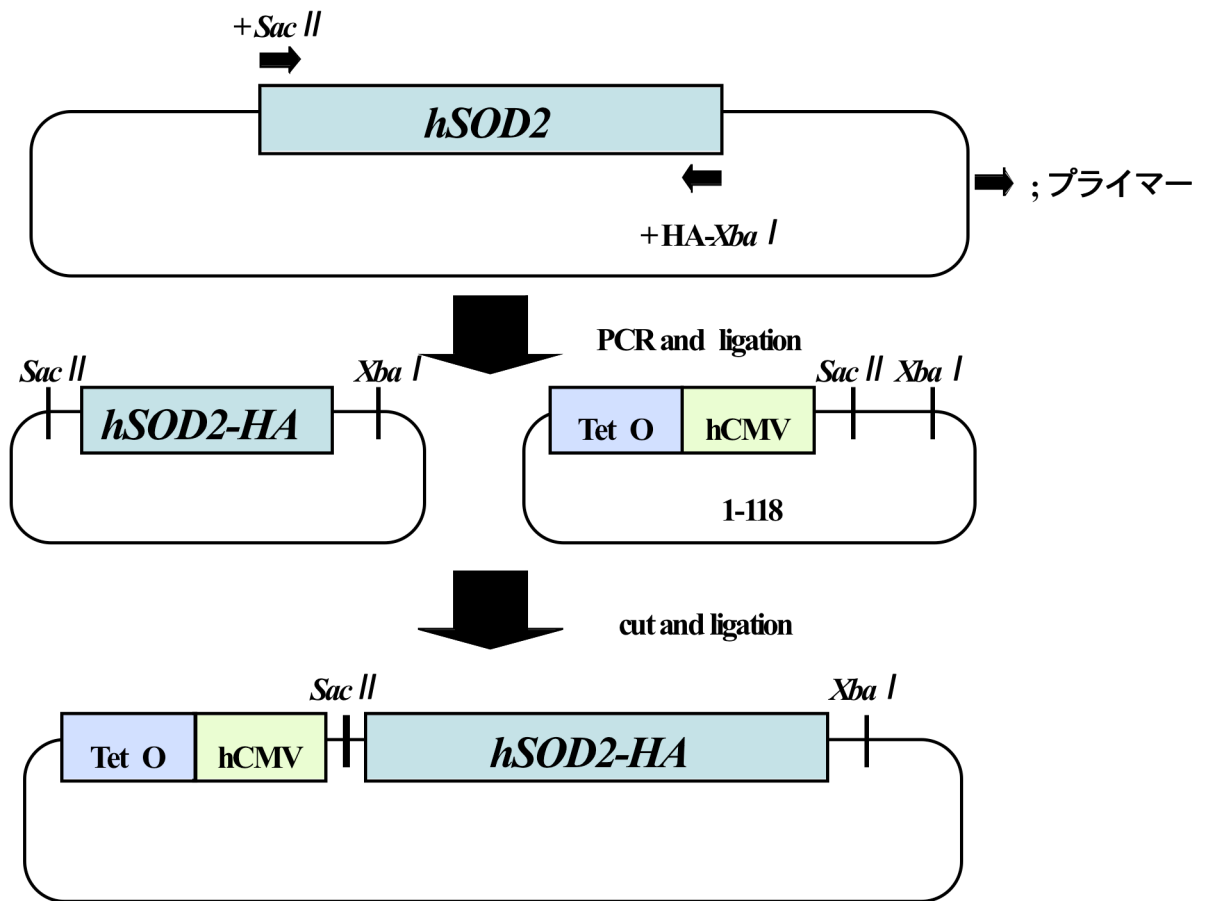 +Sac II
hSOD2
; プライマー
+HA-Xba I
PCR and ligation
Sac II
Xba I
Sac II
Xba I
hSOD2-HA
Tet O
hCMV
1-118
cut and ligation
Sac II
Xba I
Tet O
hCMV
hSOD2-HA